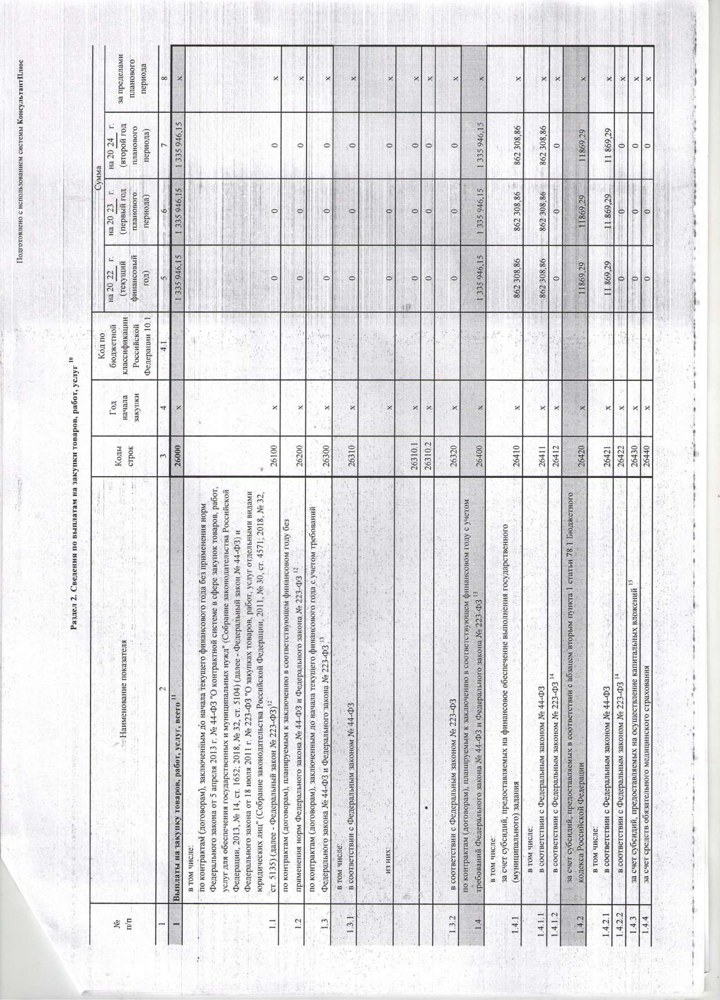 Подготовлено с использованием системы КонсультантПлюс
Раздел 2. Сведения по выплатам на закупки товаров, работ, услуг 10
№ п/п | Наименование показателя | Коды строк | Год начала закупки | Код по бюджетной классификации Российской Федерации 10.1 | Сумма
на 20 22 г. (текущий финансовый год) | на 20 23 г. (первый год планового периода) | на 20 24 г. (второй год планового периода) | за пределами планового периода
1 | 2 | 3 | 4 | 4.1 | 5 | 6 | 7 | 8
1 | Выплаты на закупку товаров, работ, услуг, всего 11 | 26000 | x | 1 335 946,15 | 1 335 946,15 | 1 335 946,15 | x
в том числе:
по контрактам (договорам), заключенным до начала текущего финансового года без применения норм
Федерального закона от 5 апреля 2013 г. № 44-ФЗ "О контрактной системе в сфере закупок товаров, работ,
услуг для обеспечения государственных и муниципальных нужд" (Собрание законодательства Российской
Федерации, 2013, № 14, ст. 1652; 2018, № 32, ст. 5104) (далее - Федеральный закон № 44-ФЗ) и
Федерального закона от 18 июля 2011 г. № 223-ФЗ "О закупках товаров, работ, услуг отдельными видами
юридических лиц" (Собрание законодательства Российской Федерации, 2011, № 30, ст. 4571; 2018, № 32,
1.1 | ст. 5135) (далее - Федеральный закон № 223-ФЗ)12 | 26100 | x | 0 | 0 | 0 | x
по контрактам (договорам), планируемым к заключению в соответствующем финансовом году без
1.2 | применения норм Федерального закона № 44-ФЗ и Федерального закона № 223-ФЗ 12 | 26200 | x | 0 | 0 | 0 | x
по контрактам (договорам), заключенным до начала текущего финансового года с учетом требований
1.3 | Федерального закона № 44-ФЗ и Федерального закона № 223-ФЗ 13 | 26300 | x | 0 | 0 | 0 | x
в том числе:
1.3.1 | в соответствии с Федеральным законом № 44-ФЗ | 26310 | x | 0 | 0 | 0 | x
из них: | x | 0 | 0 | 0 | x
26310.1 | x | 0 | 0 | 0 | x
26310.2 | x | 0 | 0 | 0 | x
1.3.2 | в соответствии с Федеральным законом № 223-ФЗ | 26320 | x | 0 | 0 | 0 | x
по контрактам (договорам), планируемым к заключению в соответствующем финансовом году с учетом
1.4 | требований Федерального закона № 44-ФЗ и Федерального закона № 223-ФЗ 13 | 26400 | x | 1 335 946,15 | 1 335 946,15 | 1 335 946,15 | x
в том числе:
за счет субсидий, предоставляемых на финансовое обеспечение выполнения государственного
1.4.1 | (муниципального) задания | 26410 | x | 862 308,86 | 862 308,86 | 862 308,86 | x
в том числе:
1.4.1.1 | в соответствии с Федеральным законом № 44-ФЗ | 26411 | x | 862 308,86 | 862 308,86 | 862 308,86 | x
1.4.1.2 | в соответствии с Федеральным законом № 223-ФЗ 14 | 26412 | x | 0 | 0 | 0 | x
за счет субсидий, предоставляемых в соответствии с абзацем вторым пункта 1 статьи 78.1 Бюджетного
1.4.2 | кодекса Российской Федерации | 26420 | x | 11869,29 | 11869,29 | 11869,29 | x
в том числе:
1.4.2.1 | в соответствии с Федеральным законом № 44-ФЗ | 26421 | x | 11 869,29 | 11 869,29 | 11 869,29 | x
1.4.2.2 | в соответствии с Федеральным законом № 223-ФЗ 14 | 26422 | x | 0 | 0 | 0 | x
1.4.3 | за счет субсидий, предоставляемых на осуществление капитальных вложений 15 | 26430 | x | 0 | 0 | 0 | x
1.4.4 | за счет средств обязательного медицинского страхования | 26440 | x | 0 | 0 | 0 | x